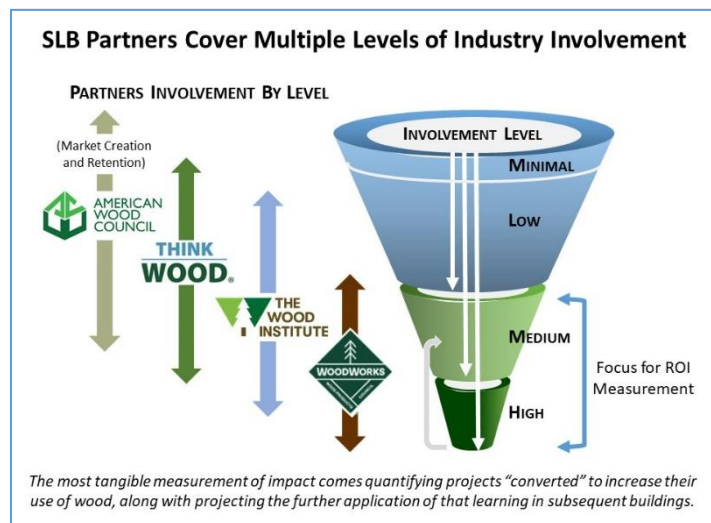 SLB Partners Cover Multiple Levels of Industry Involvement
PARTNERS INVOLVEMENT BY LEVEL
(Market Creation
and Retention)
AMERICAN
WOOD
COUNCIL
THINK
WOOD®
THE
WOOD
INSTITUTE
WOODWORKS
WOOD PRODUCTS COUNCIL
INVOLVEMENT LEVEL
MINIMAL
LOW
MEDIUM
HIGH
Focus for ROI
Measurement
The most tangible measurement of impact comes quantifying projects “converted” to increase their
use of wood, along with projecting the further application of that learning in subsequent buildings.